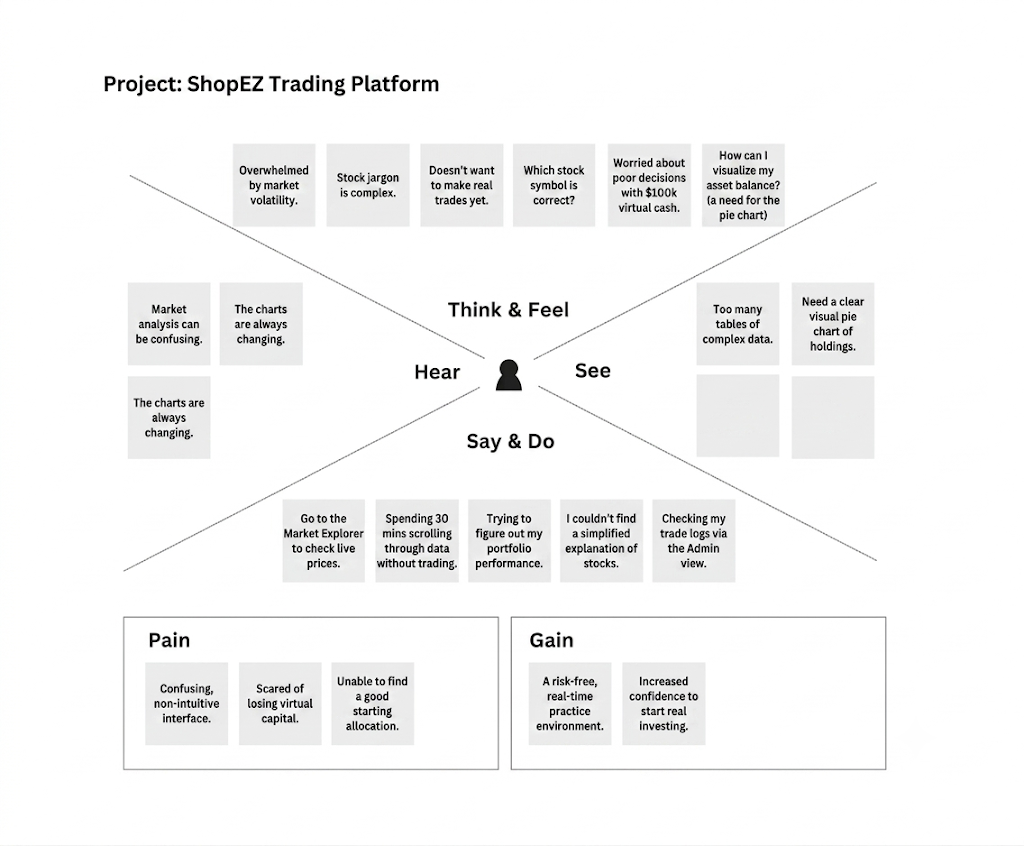 Project: ShopEZ Trading Platform
Overwhelmed
by market
volatility.
Stock jargon
is complex.
Doesn't want
to make real
trades yet.
Which stock
symbol is
correct?
Worried about
poor decisions
with $100k
virtual cash.
How can I
visualize my
asset balance?
(a need for the
pie chart)
Think & Feel
Market
analysis can
be confusing.
The charts
are always
changing.
The charts are
always
changing.
Hear
See
Too many
tables of
complex data.
Need a clear
visual pie
chart of
holdings.
Say & Do
Go to the
Market Explorer
to check live
prices.
Spending 30
mins scrolling
through data
without trading.
Trying to
figure out my
portfolio
performance.
I couldn't find
a simplified
explanation of
stocks.
Checking my
trade logs via
the Admin
view.
Pain
Confusing,
non-intuitive
interface.
Scared of
losing virtual
capital.
Unable to find
a good
starting
allocation.
Gain
A risk-free,
real-time
practice
environment.
Increased
confidence to
start real
investing.